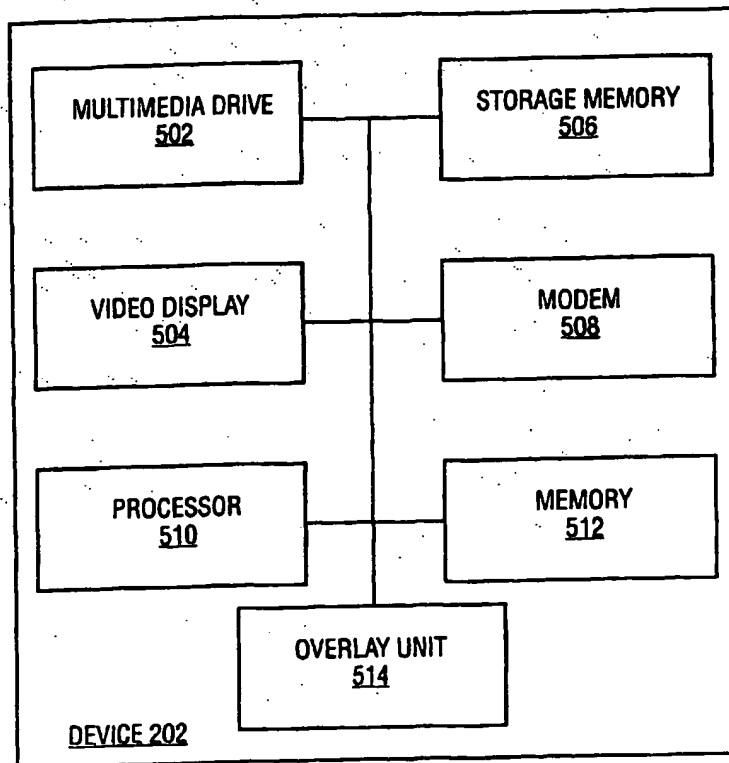 MULTIMEDIA DRIVE
502
STORAGE MEMORY
506
VIDEO DISPLAY
504
MODEM
508
PROCESSOR
510
MEMORY
512
OVERLAY UNIT
514
DEVICE 202